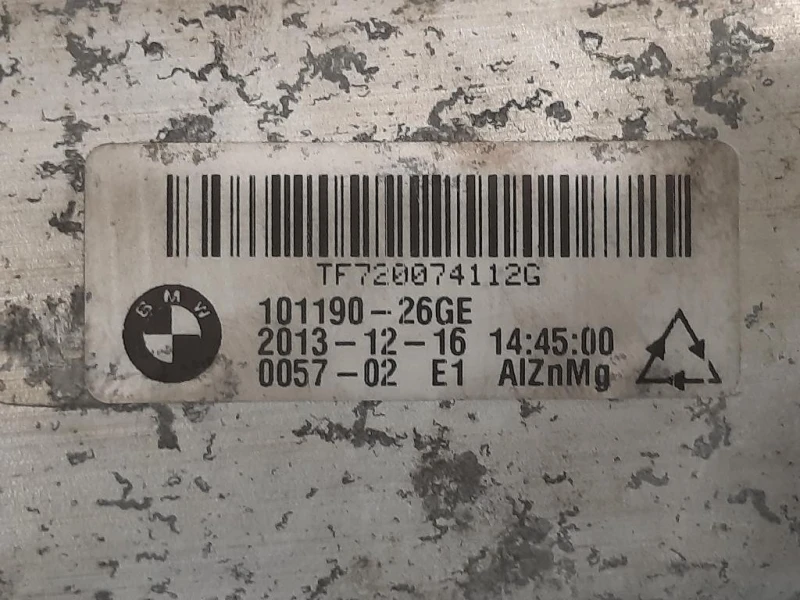 TF720074112G
BMW
101190-26GE
2013-12-16 14:45:00
0057-02 E1 AlZnMg